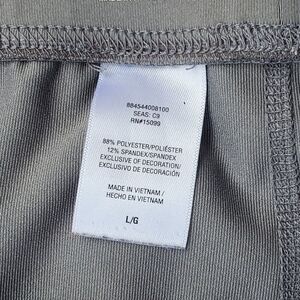 884544008100
SEAS: C9
RN#15099
88% POLYESTER/POLIÉSTER
12% SPANDEX/SPANDEX
EXCLUSIVE OF DECORATION/
EXCLUSIVO DE DECORACIÓN
MADE IN VIETNAM /
HECHO EN VIETNAM
L/G